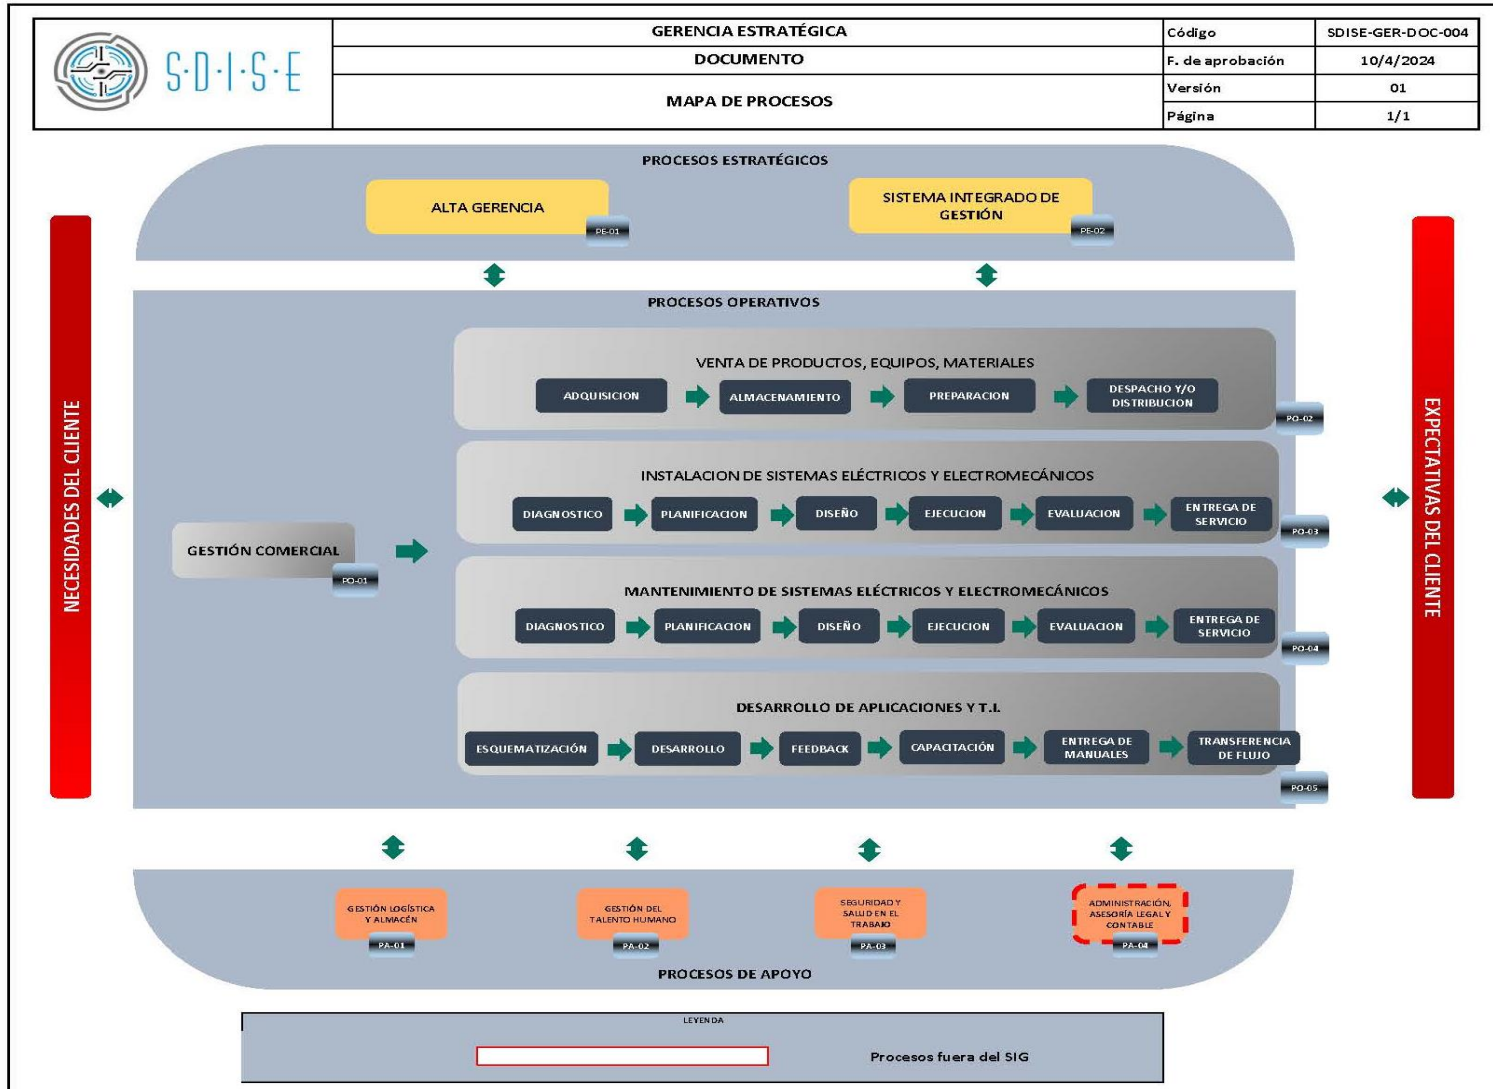 S·D·I·S·E
GERENCIA ESTRATÉGICA
DOCUMENTO
MAPA DE PROCESOS
Código
SDISE-GER-DOC-004
F. de aprobación
10/4/2024
Versión
01
Página
1/1
PROCESOS ESTRATÉGICOS
ALTA GERENCIA
PE-01
SISTEMA INTEGRADO DE
GESTIÓN
PE-02
NECESIDADES DEL CLIENTE
PROCESOS OPERATIVOS
GESTIÓN COMERCIAL
PO-01
VENTA DE PRODUCTOS, EQUIPOS, MATERIALES
ADQUISICION
ALMACENAMIENTO
PREPARACION
DESPACHO Y/O
DISTRIBUCION
PO-02
INSTALACION DE SISTEMAS ELÉCTRICOS Y ELECTROMECÁNICOS
DIAGNOSTICO
PLANIFICACION
DISEÑO
EJECUCION
EVALUACION
ENTREGA DE
SERVICIO
PO-03
MANTENIMIENTO DE SISTEMAS ELÉCTRICOS Y ELECTROMECÁNICOS
DIAGNOSTICO
PLANIFICACION
DISEÑO
EJECUCION
EVALUACION
ENTREGA DE
SERVICIO
PO-04
DESARROLLO DE APLICACIONES Y T.I.
ESQUEMATIZACIÓN
DESARROLLO
FEEDBACK
CAPACITACIÓN
ENTREGA DE
MANUALES
TRANSFERENCIA
DE FLUJO
PO-05
EXPECTATIVAS DEL CLIENTE
GESTIÓN LOGÍSTICA
Y ALMACÉN
PA-01
GESTIÓN DEL
TALENTO HUMANO
PA-02
SEGURIDAD Y
SALUD EN EL
TRABAJO
PA-03
ADMINISTRACIÓN,
ASESORÍA LEGAL Y
CONTABLE
PA-04
PROCESOS DE APOYO
LEYENDA
Procesos fuera del SIG